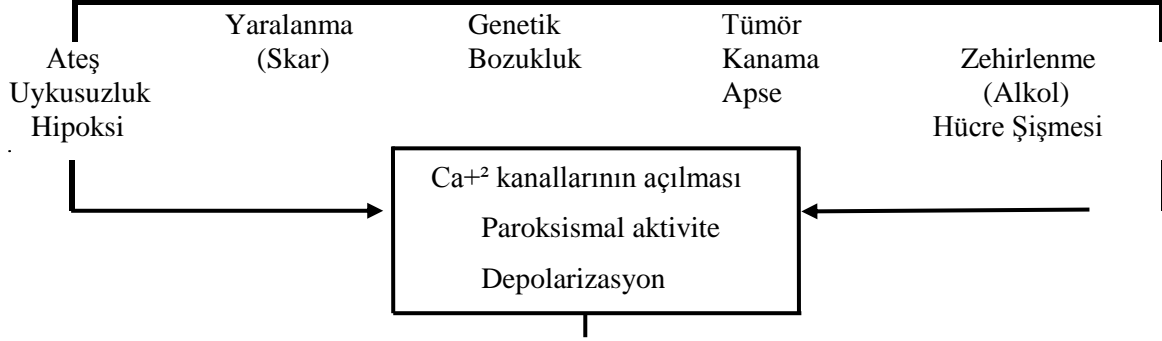 Ateş
Uykusuzluk
Hipoksi
Yaralanma
(Skar)
Genetik
Bozukluk
Tümör
Kanama
Apse
Zehirlenme
(Alkol)
Hücre Şişmesi
Ca+² kanallarının açılması
Paroksismal aktivite
Depolarizasyon